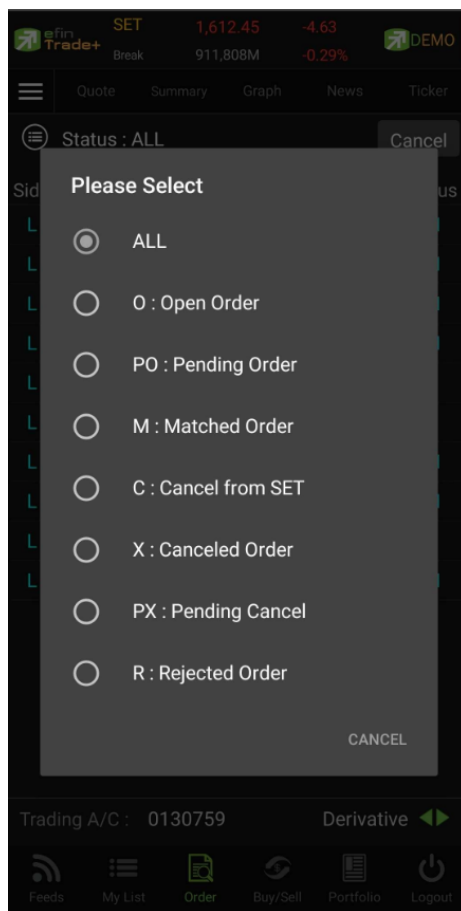 efin Trade+ SET 1,612.45 -4.63 DEMO
Break 911,808M -0.29%
Quote Summary Graph News Ticker
Status : ALL Cancel
Sid us
Please Select
L
ALL
L
L
O : Open Order
L
PO : Pending Order
L
L
M : Matched Order
L
C : Cancel from SET
L
L
X : Canceled Order
L
PX : Pending Cancel
R : Rejected Order
CANCEL
Trading A/C : 0130759 Derivative
Feeds My List Order Buy/Sell Portfolio Logout